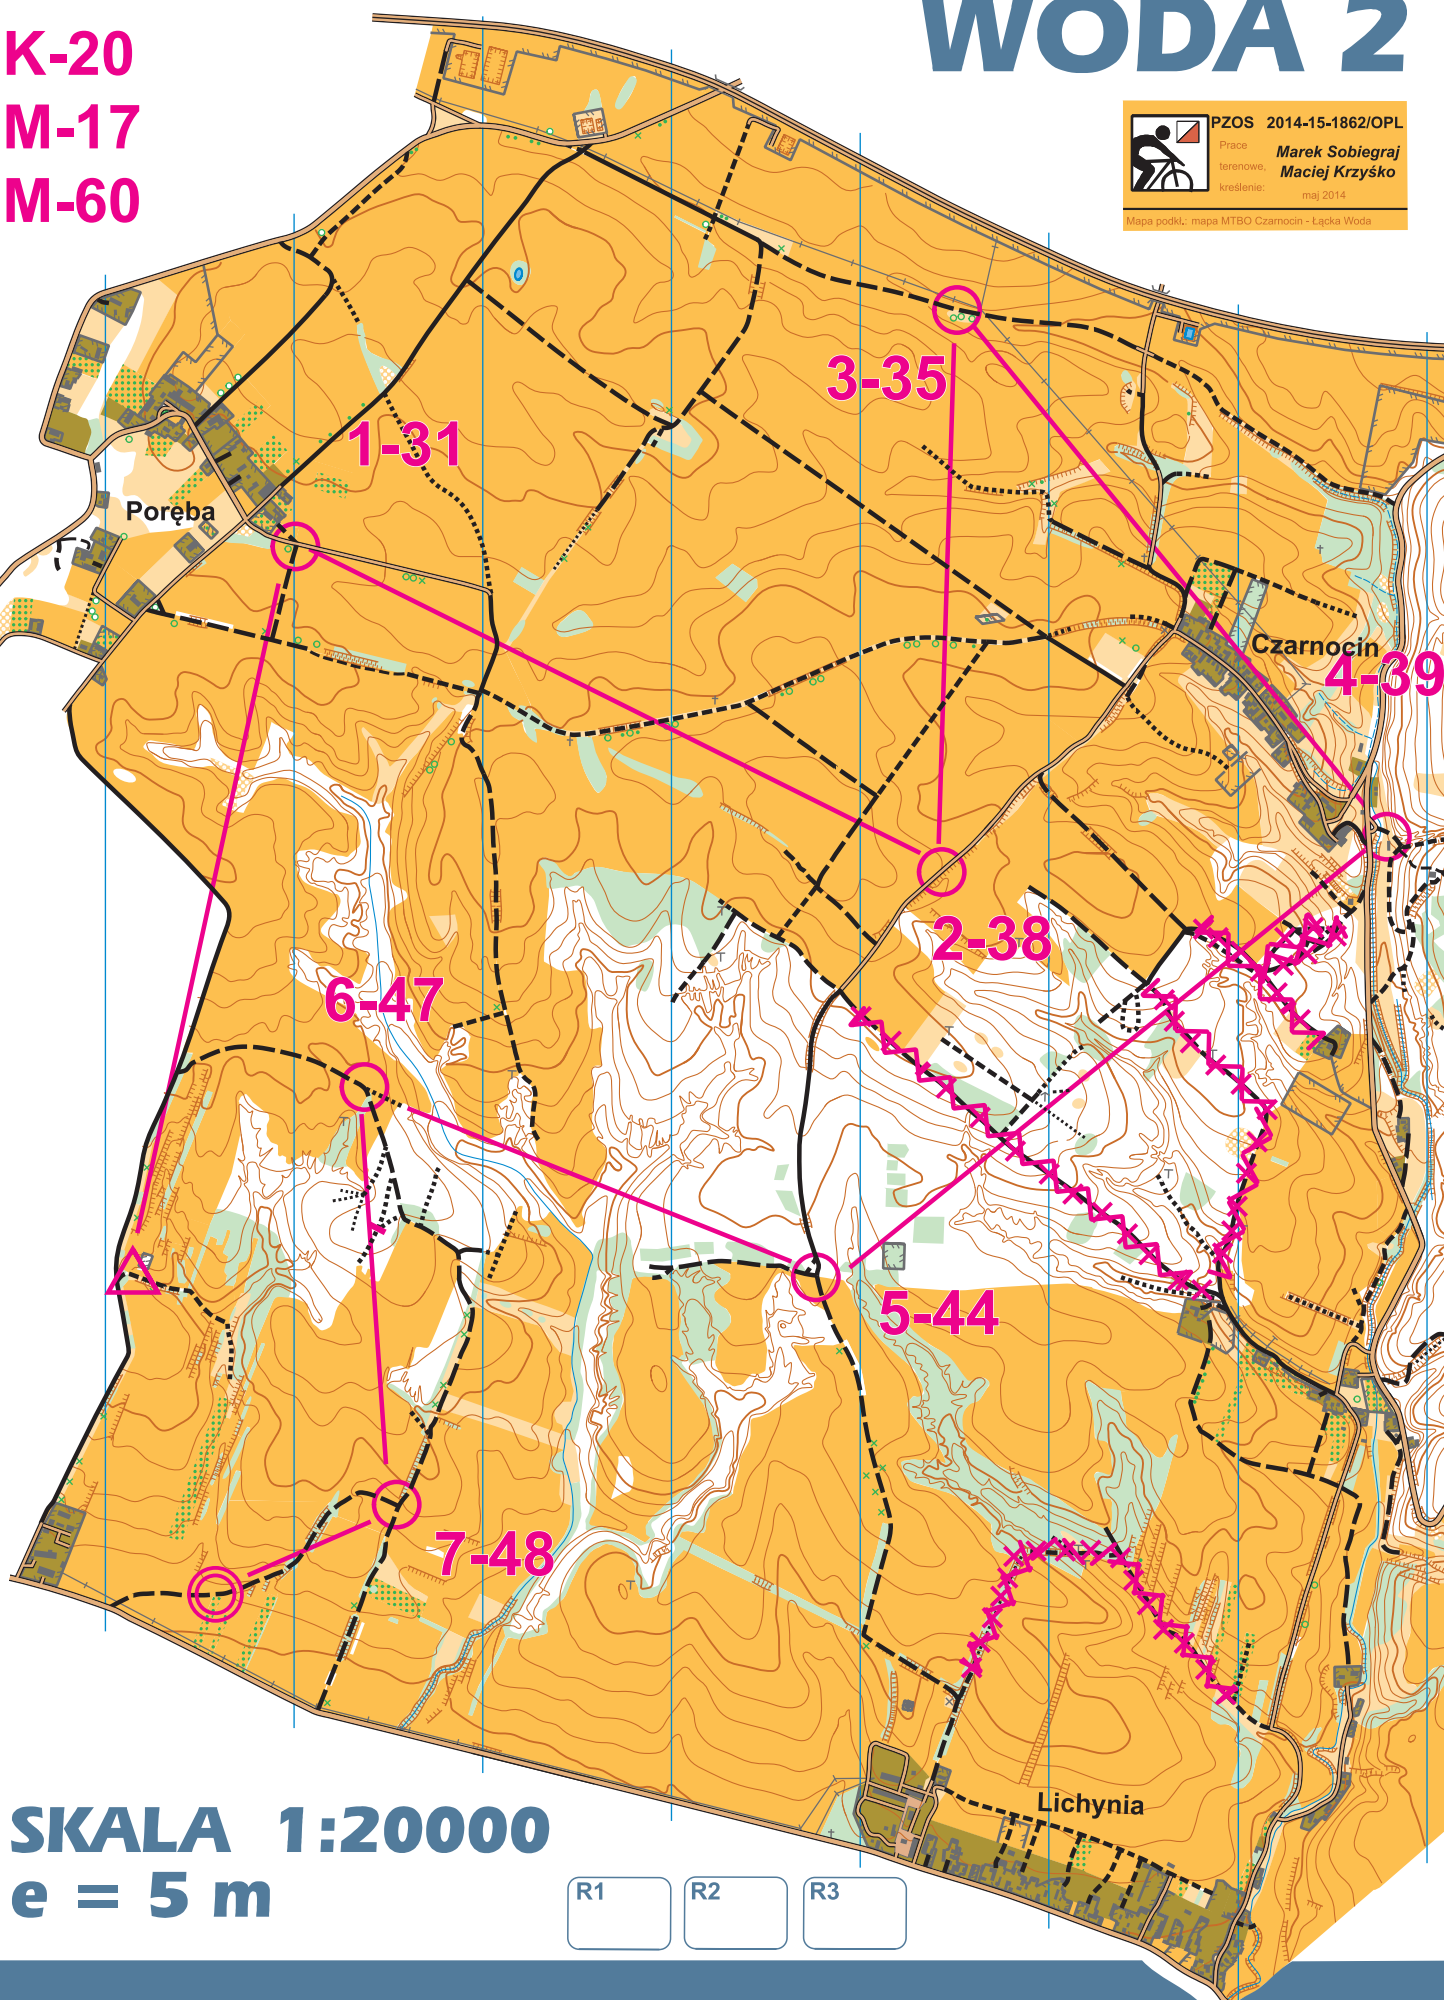 WODA 2
K-20
M-17
M-60
PZOS 2014-15-1862/OPL
Prace terenowe, kreślenie:
Marek Sobiegraj
Maciej Krzyśko
maj 2014
Mapa podkł.: mapa MTBO Czarnocin - Łącka Woda
3-35
1-31
Poręba
Czarnocin
4-39
2-38
6-47
5-44
7-48
Lichynia
SKALA 1:20000
e = 5 m
R1 R2 R3